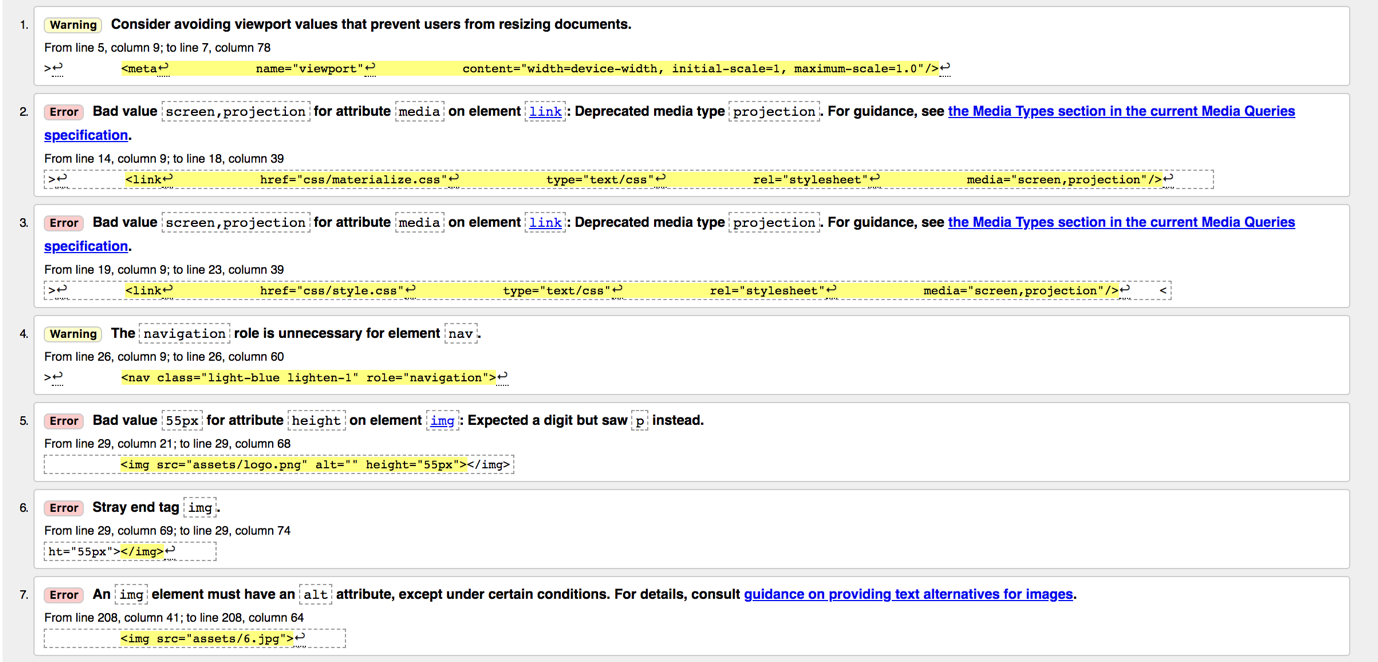 1. Warning Consider avoiding viewport values that prevent users from resizing documents.
From line 5, column 9; to line 7, column 78
>↩ <meta↩ name="viewport"↩ content="width=device-width, initial-scale=1, maximum-scale=1.0"/>↩
2. Error Bad value screen,projection for attribute media on element link: Deprecated media type projection. For guidance, see the Media Types section in the current Media Queries
specification.
From line 14, column 9; to line 18, column 39
>↩ <link↩ href="css/materialize.css"↩ type="text/css"↩ rel="stylesheet"↩ media="screen,projection"/>↩
3. Error Bad value screen,projection for attribute media on element link: Deprecated media type projection. For guidance, see the Media Types section in the current Media Queries
specification.
From line 19, column 9; to line 23, column 39
>↩ <link↩ href="css/style.css"↩ type="text/css"↩ rel="stylesheet"↩ media="screen,projection"/>↩ <
4. Warning The navigation role is unnecessary for element nav.
From line 26, column 9; to line 26, column 60
>↩ <nav class="light-blue lighten-1" role="navigation">↩
5. Error Bad value 55px for attribute height on element img: Expected a digit but saw p instead.
From line 29, column 21; to line 29, column 68
<img src="assets/logo.png" alt="" height="55px"></img>
6. Error Stray end tag img.
From line 29, column 69; to line 29, column 74
ht="55px"></img>↩
7. Error An img element must have an alt attribute, except under certain conditions. For details, consult guidance on providing text alternatives for images.
From line 208, column 41; to line 208, column 64
<img src="assets/6.jpg">↩